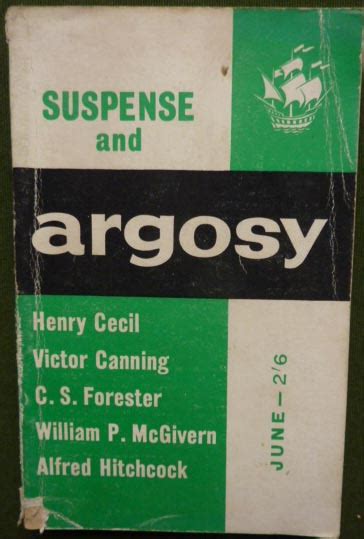 SUSPENSE
and
argosy
Henry Cecil
Victor Canning
C. S. Forester
William P. McGivern
Alfred Hitchcock
JUNE — 2'6